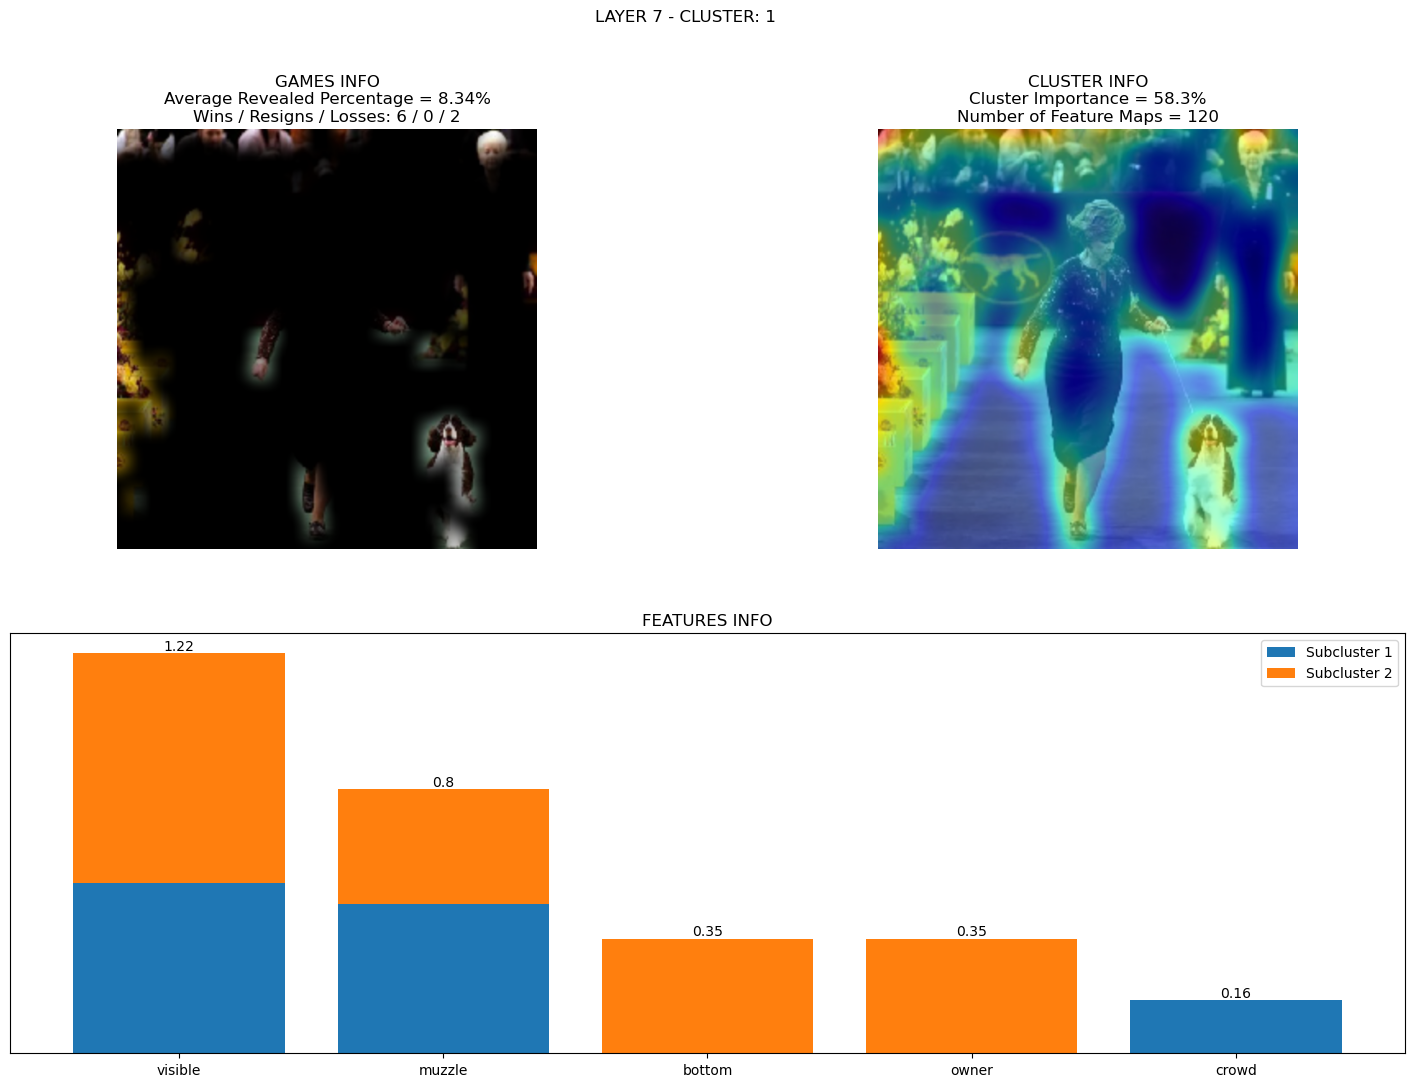 LAYER 7 - CLUSTER: 1
GAMES INFO
Average Revealed Percentage = 8.34%
Wins / Resigns / Losses: 6 / 0 / 2
CLUSTER INFO
Cluster Importance = 58.3%
Number of Feature Maps = 120
FEATURES INFO
Subcluster 1
Subcluster 2
1.22
0.8
0.35
0.35
0.16
visible
muzzle
bottom
owner
crowd